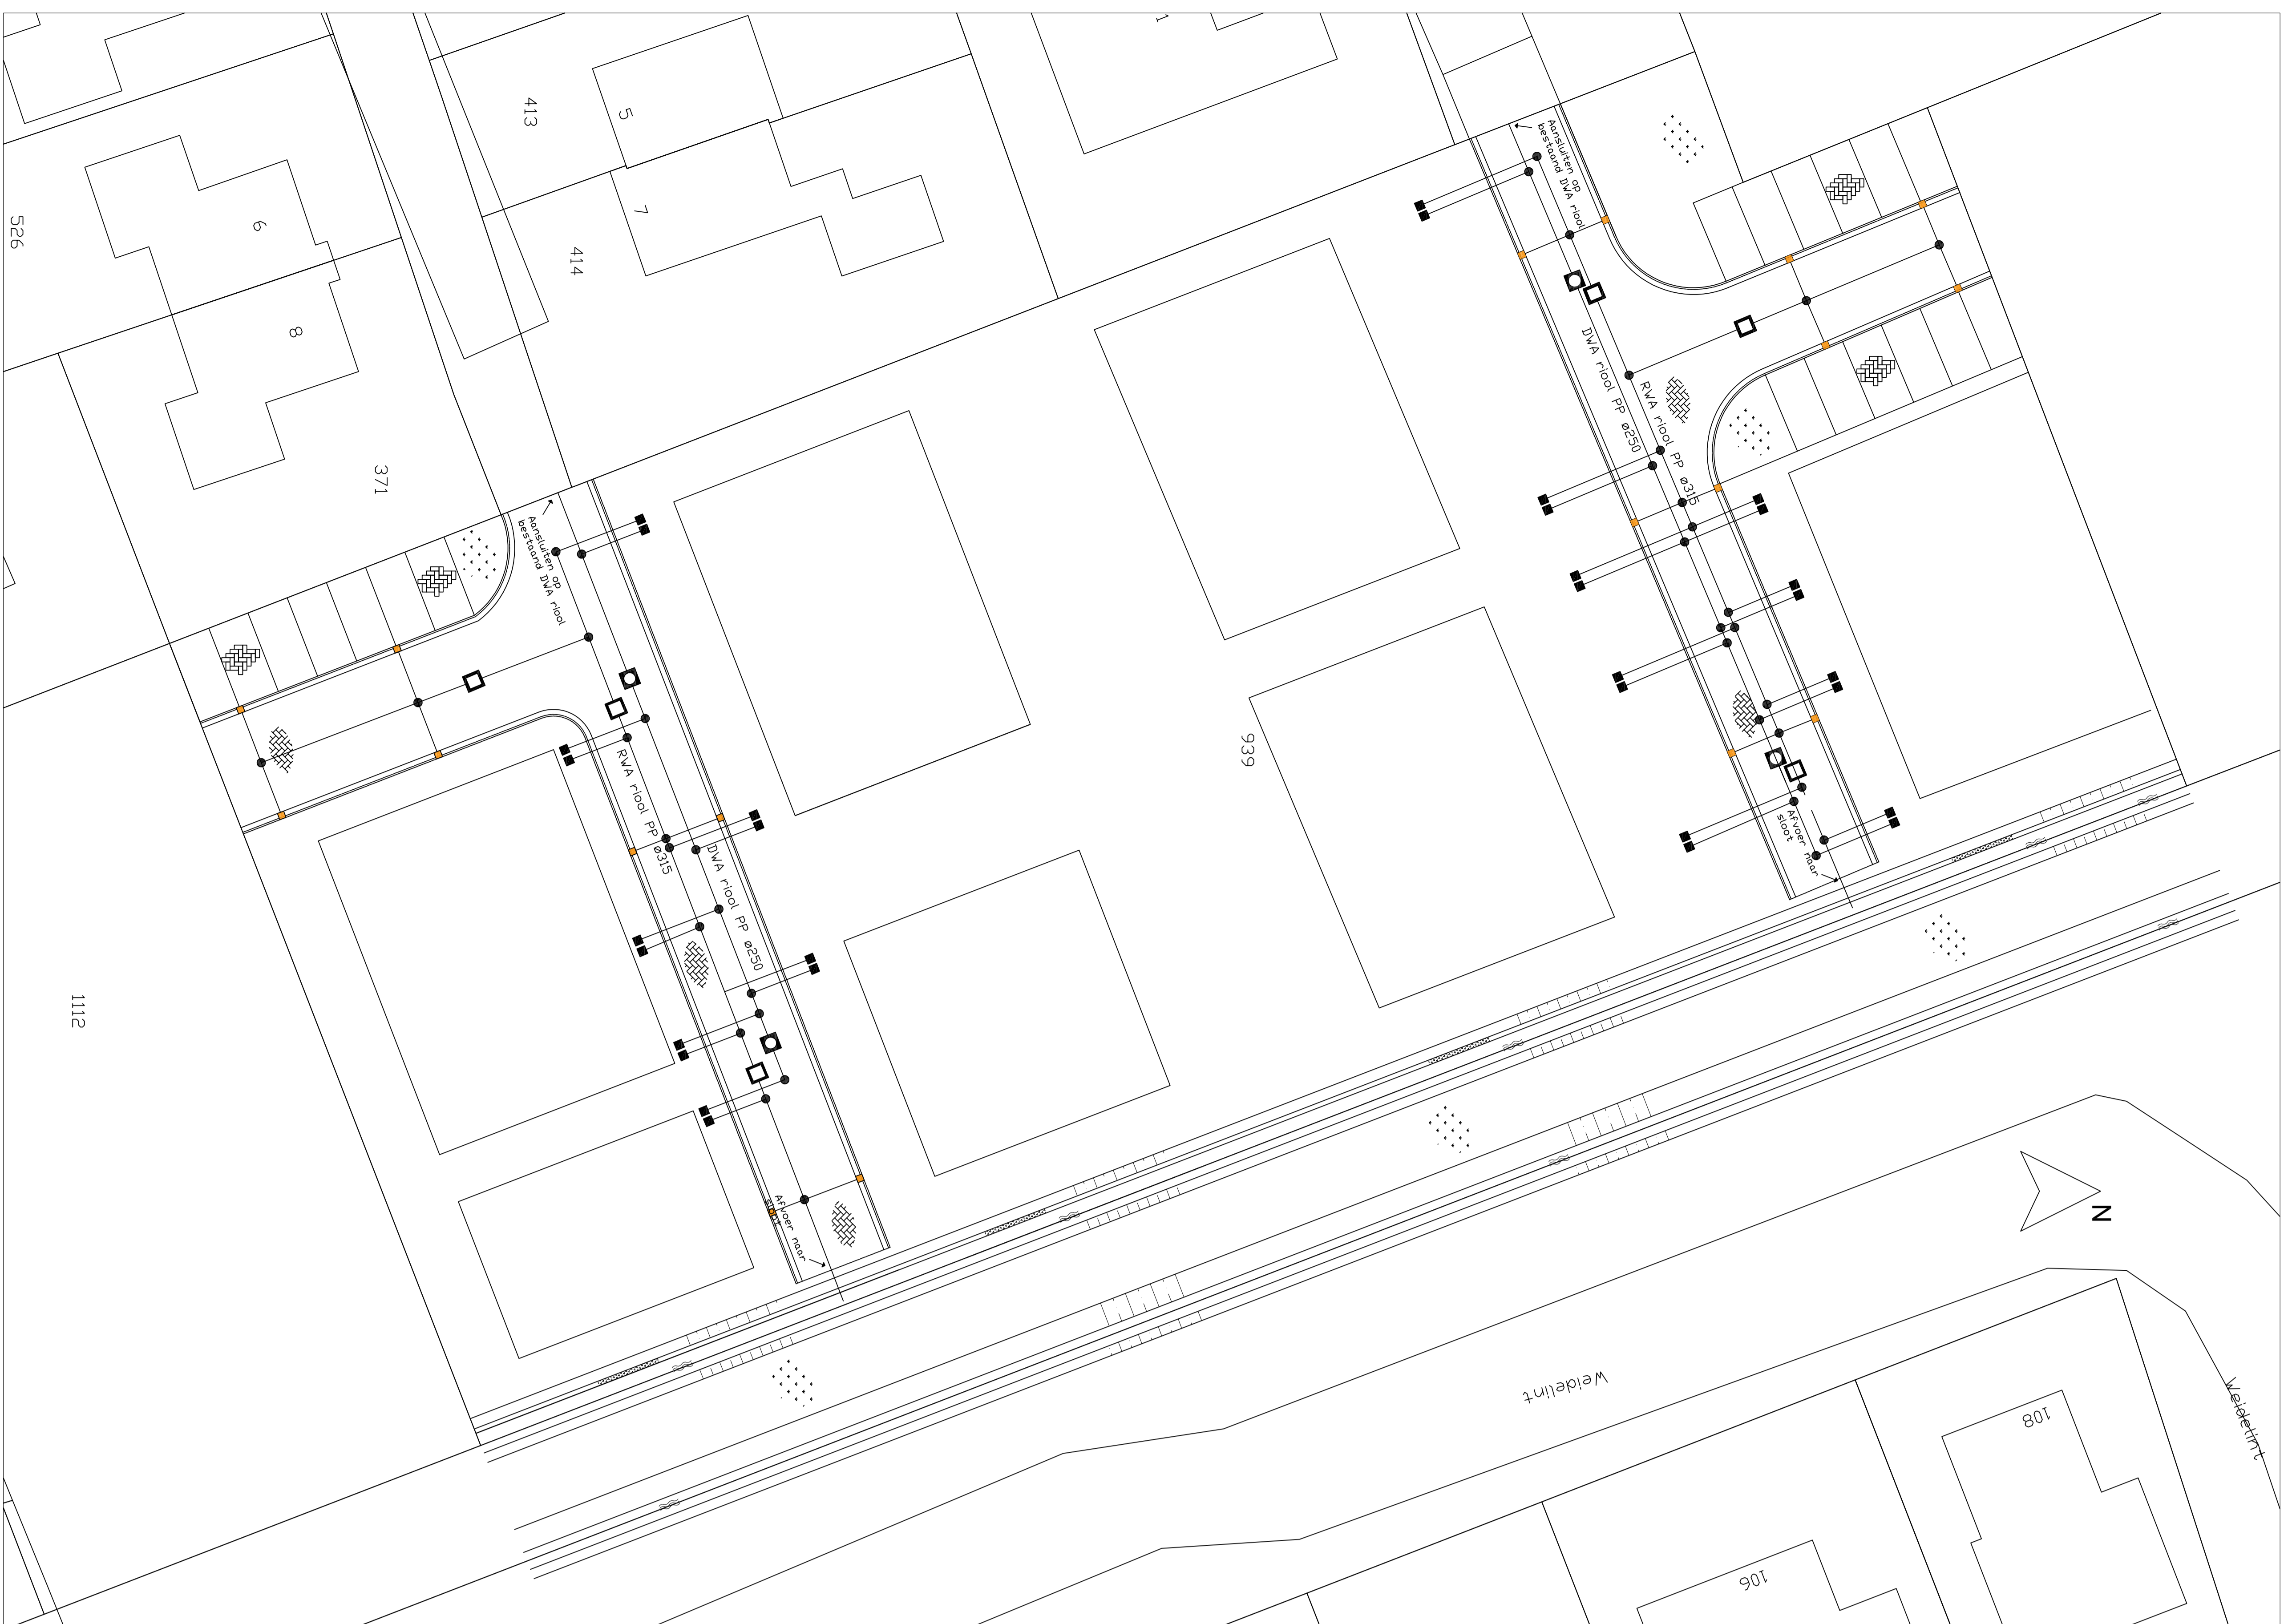 1
413
5
7
414
526
6
8
371
Aansluiten op
bestaand DWA riool
DWA riool PP ø250
RWA riool PP ø315
Aansluiten op
bestaand DWA riool
RWA riool PP ø315
DWA riool PP ø250
939
Afvoer naar
sloot
1112
Afvoer naar
sloot
N
Weidelint
Weidelint
108
106